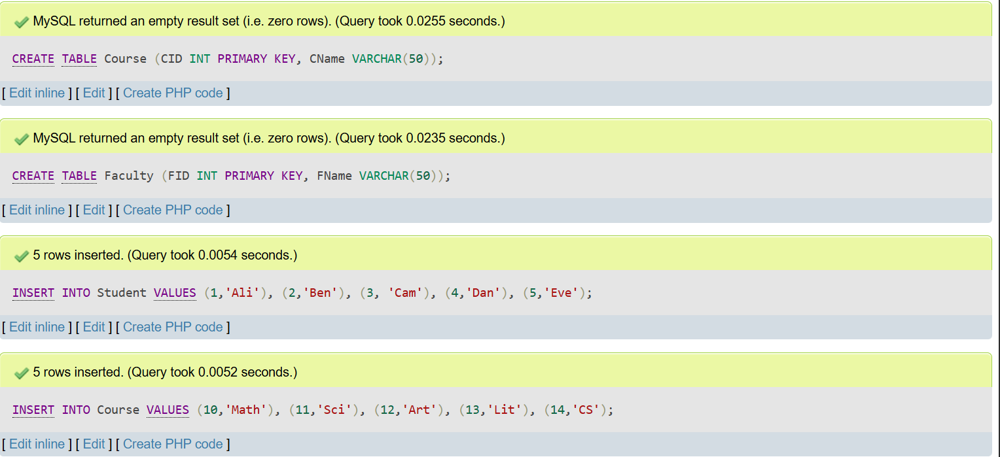 MySQL returned an empty result set (i.e. zero rows). (Query took 0.0255 seconds.)
CREATE TABLE Course (CID INT PRIMARY KEY, CName VARCHAR(50));
[ Edit inline ] [ Edit ] [ Create PHP code ]
MySQL returned an empty result set (i.e. zero rows). (Query took 0.0235 seconds.)
CREATE TABLE Faculty (FID INT PRIMARY KEY, FName VARCHAR(50));
[ Edit inline ] [ Edit ] [ Create PHP code ]
5 rows inserted. (Query took 0.0054 seconds.)
INSERT INTO Student VALUES (1,'Ali'), (2,'Ben'), (3, 'Cam'), (4,'Dan'), (5,'Eve');
[ Edit inline ] [ Edit ] [ Create PHP code ]
5 rows inserted. (Query took 0.0052 seconds.)
INSERT INTO Course VALUES (10,'Math'), (11,'Sci'), (12,'Art'), (13,'Lit'), (14,'CS');
[ Edit inline ] [ Edit ] [ Create PHP code ]